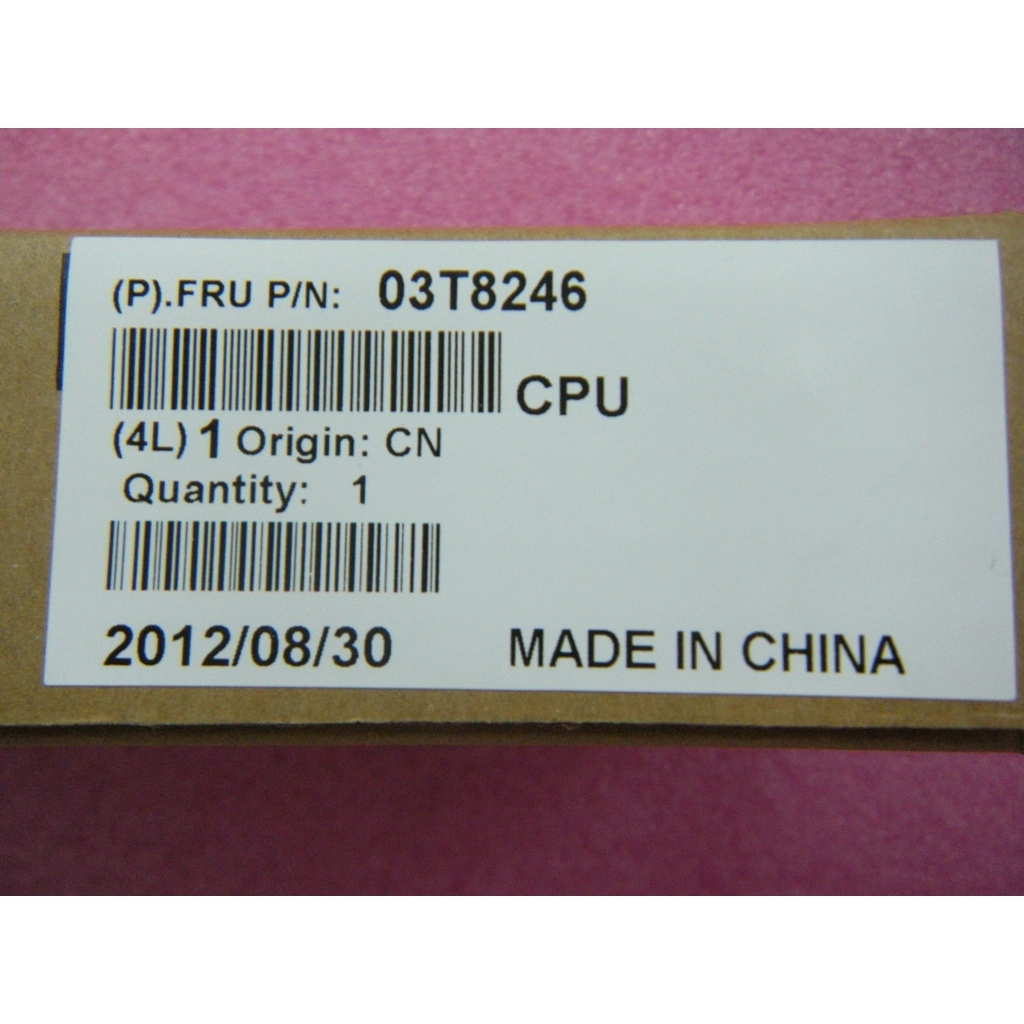 (P).FRU P/N: 03T8246
CPU
(4L) 1 Origin: CN
Quantity: 1
2012/08/30 MADE IN CHINA